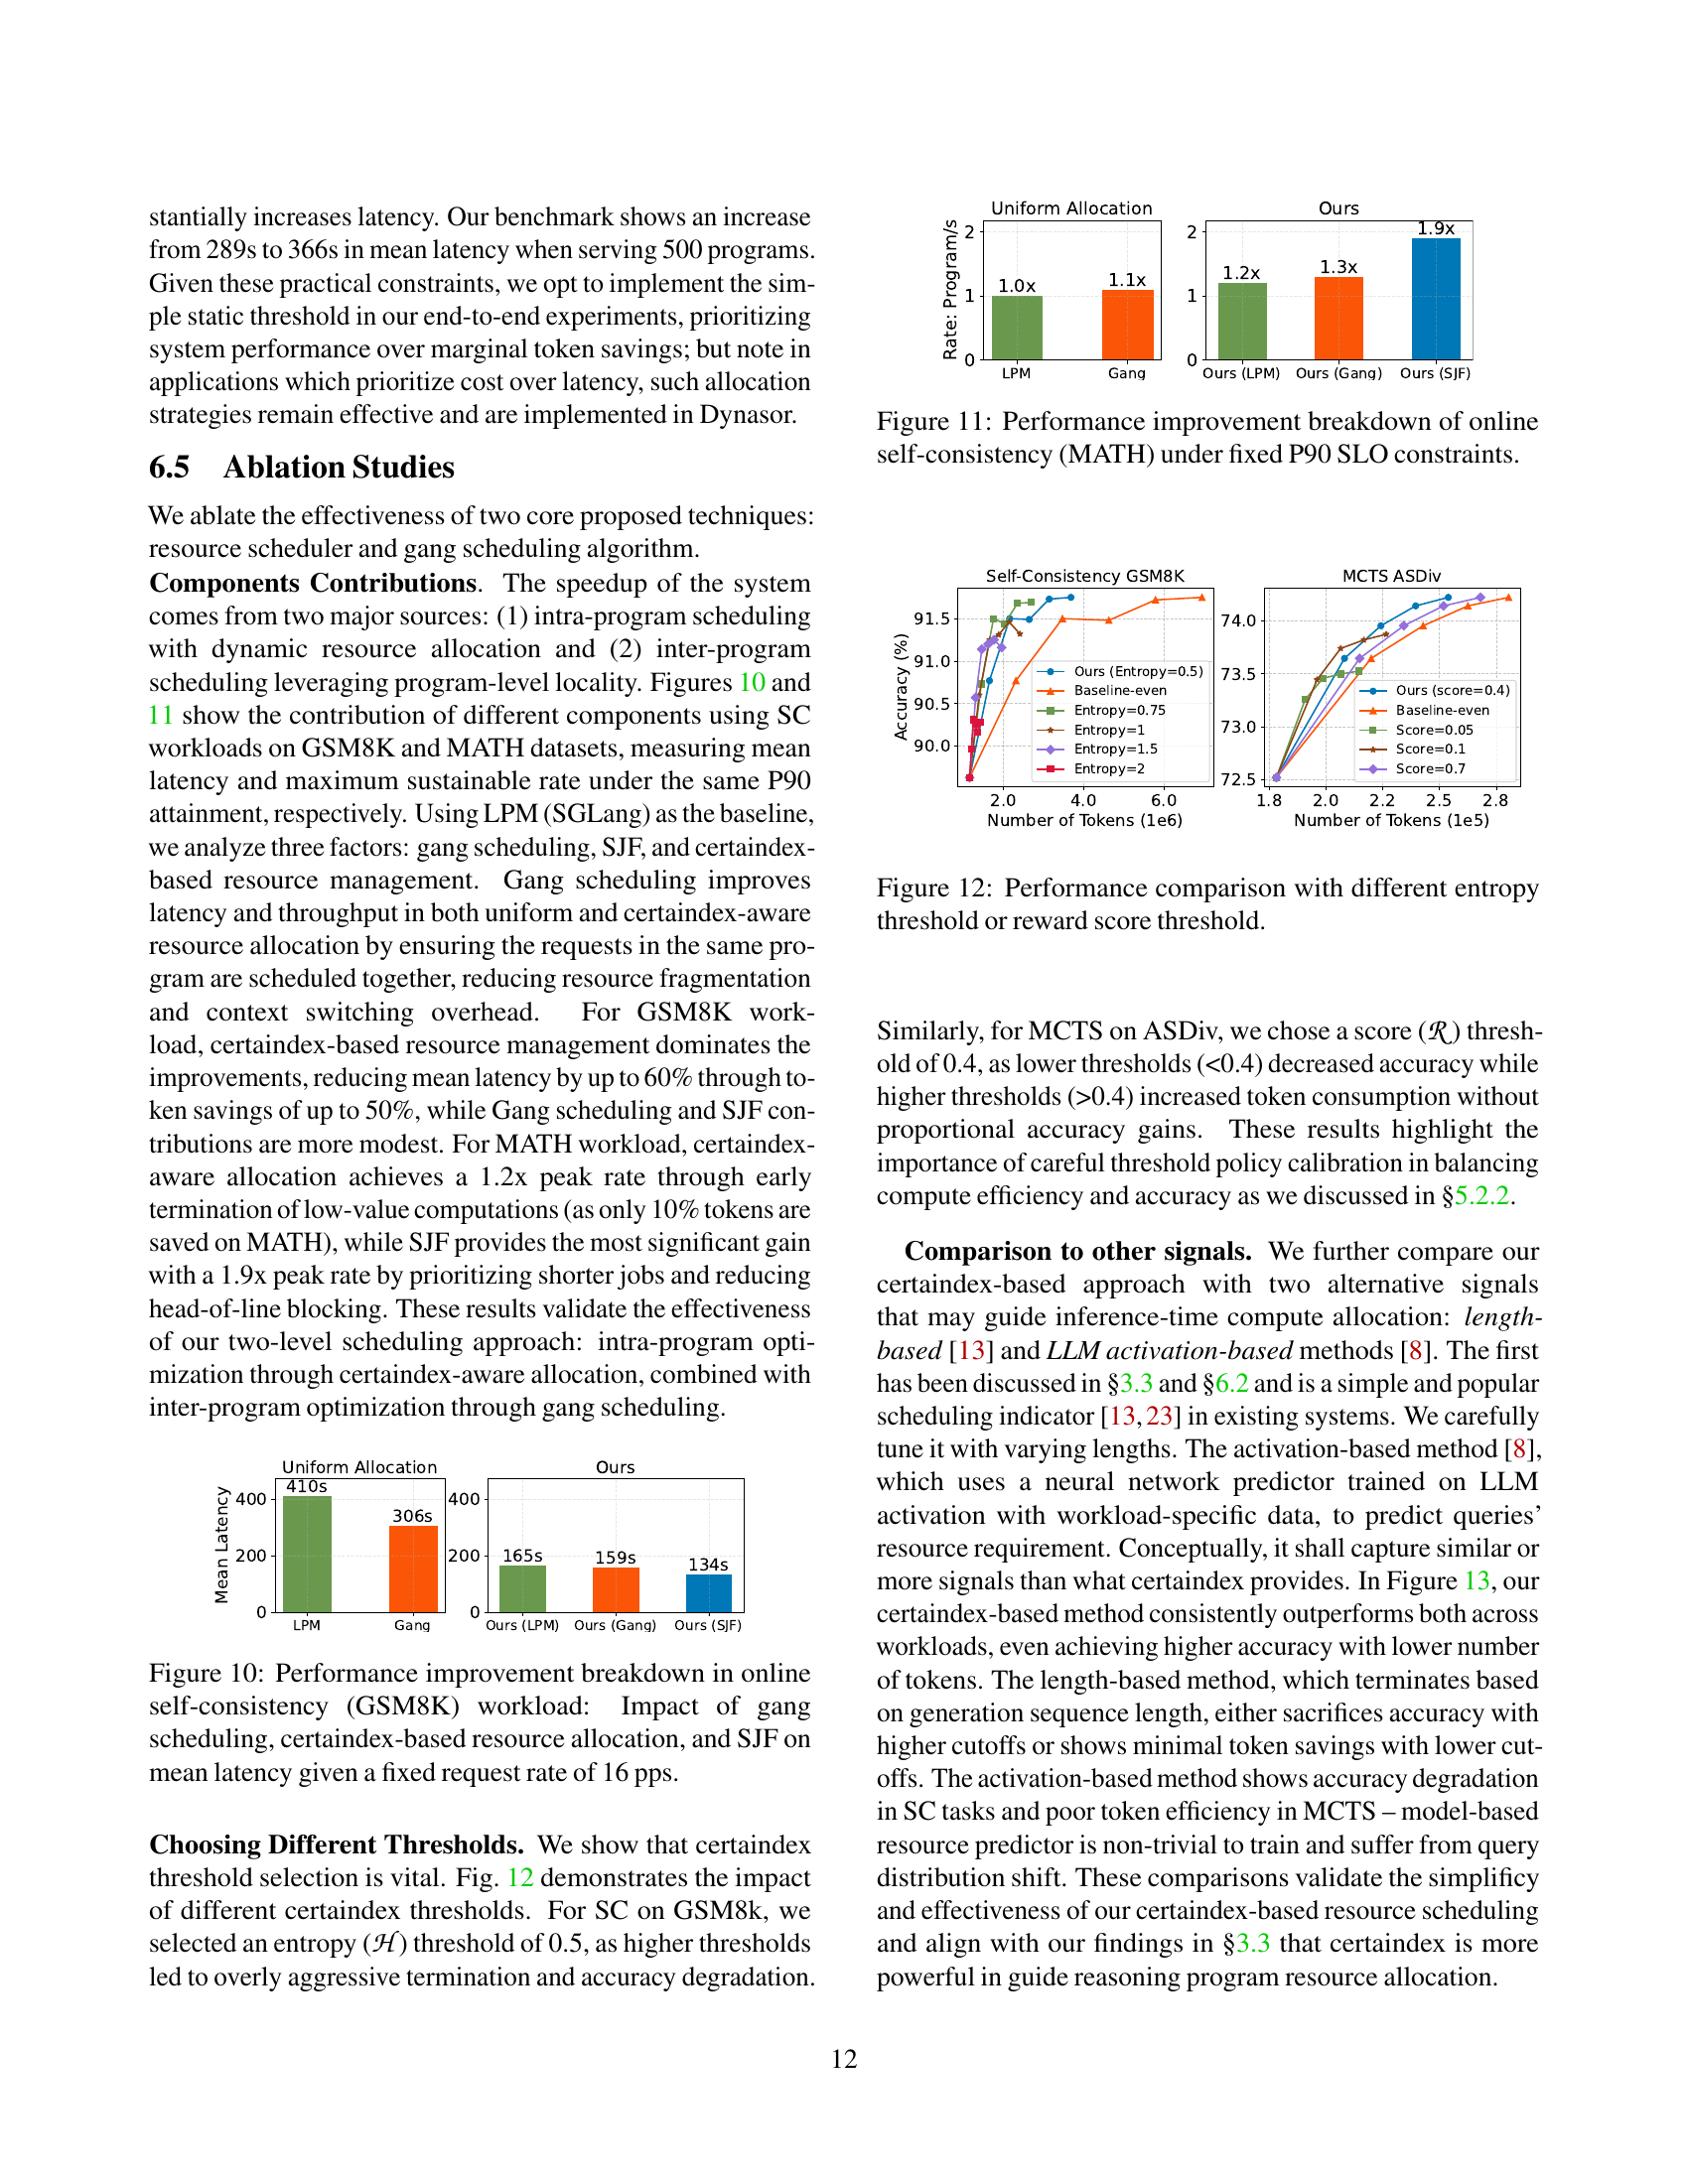 stantially increases latency. Our benchmark shows an increase
from 289s to 366s in mean latency when serving 500 programs.
Given these practical constraints, we opt to implement the sim-
ple static threshold in our end-to-end experiments, prioritizing
system performance over marginal token savings; but note in
applications which prioritize cost over latency, such allocation
strategies remain effective and are implemented in Dynasor.
6.5 Ablation Studies
We ablate the effectiveness of two core proposed techniques:
resource scheduler and gang scheduling algorithm.
Components Contributions. The speedup of the system
comes from two major sources: (1) intra-program scheduling
with dynamic resource allocation and (2) inter-program
scheduling leveraging program-level locality. Figures 10 and
11 show the contribution of different components using SC
workloads on GSM8K and MATH datasets, measuring mean
latency and maximum sustainable rate under the same P90
attainment, respectively. Using LPM (SGLang) as the baseline,
we analyze three factors: gang scheduling, SJF, and certaindex-
based resource management. Gang scheduling improves
latency and throughput in both uniform and certaindex-aware
resource allocation by ensuring the requests in the same pro-
gram are scheduled together, reducing resource fragmentation
and context switching overhead. For GSM8K work-
load, certaindex-based resource management dominates the
improvements, reducing mean latency by up to 60% through to-
ken savings of up to 50%, while Gang scheduling and SJF con-
tributions are more modest. For MATH workload, certaindex-
aware allocation achieves a 1.2x peak rate through early
termination of low-value computations (as only 10% tokens are
saved on MATH), while SJF provides the most significant gain
with a 1.9x peak rate by prioritizing shorter jobs and reducing
head-of-line blocking. These results validate the effectiveness
of our two-level scheduling approach: intra-program opti-
mization through certaindex-aware allocation, combined with
inter-program optimization through gang scheduling.
Uniform Allocation
Ours
Mean Latency
400
200
0
410s
306s
LPM
Gang
400
200
0
165s
159s
134s
Ours (LPM)
Ours (Gang)
Ours (SJF)
Figure 10: Performance improvement breakdown in online
self-consistency (GSM8K) workload: Impact of gang
scheduling, certaindex-based resource allocation, and SJF on
mean latency given a fixed request rate of 16 pps.
Choosing Different Thresholds. We show that certaindex
threshold selection is vital. Fig. 12 demonstrates the impact
of different certaindex thresholds. For SC on GSM8k, we
selected an entropy (ℋ) threshold of 0.5, as higher thresholds
led to overly aggressive termination and accuracy degradation.
Uniform Allocation
Ours
Rate: Program/s
2
1
0
1.0x
1.1x
LPM
Gang
2
1
0
1.2x
1.3x
1.9x
Ours (LPM)
Ours (Gang)
Ours (SJF)
Figure 11: Performance improvement breakdown of online
self-consistency (MATH) under fixed P90 SLO constraints.
Self-Consistency GSM8K
Accuracy (%)
91.5
91.0
90.5
90.0
Ours (Entropy=0.5)
Baseline-even
Entropy=0.75
Entropy=1
Entropy=1.5
Entropy=2
2.0 4.0 6.0
Number of Tokens (1e6)
MCTS ASDiv
74.0
73.5
73.0
72.5
Ours (score=0.4)
Baseline-even
Score=0.05
Score=0.1
Score=0.7
1.8 2.0 2.2 2.5 2.8
Number of Tokens (1e5)
Figure 12: Performance comparison with different entropy
threshold or reward score threshold.
Similarly, for MCTS on ASDiv, we chose a score (ℛ) thresh-
old of 0.4, as lower thresholds (<0.4) decreased accuracy while
higher thresholds (>0.4) increased token consumption without
proportional accuracy gains. These results highlight the
importance of careful threshold policy calibration in balancing
compute efficiency and accuracy as we discussed in §5.2.2.
Comparison to other signals. We further compare our
certaindex-based approach with two alternative signals
that may guide inference-time compute allocation: length-
based [13] and LLM activation-based methods [8]. The first
has been discussed in §3.3 and §6.2 and is a simple and popular
scheduling indicator [13, 23] in existing systems. We carefully
tune it with varying lengths. The activation-based method [8],
which uses a neural network predictor trained on LLM
activation with workload-specific data, to predict queries’
resource requirement. Conceptually, it shall capture similar or
more signals than what certaindex provides. In Figure 13, our
certaindex-based method consistently outperforms both across
workloads, even achieving higher accuracy with lower number
of tokens. The length-based method, which terminates based
on generation sequence length, either sacrifices accuracy with
higher cutoffs or shows minimal token savings with lower cut-
offs. The activation-based method shows accuracy degradation
in SC tasks and poor token efficiency in MCTS – model-based
resource predictor is non-trivial to train and suffer from query
distribution shift. These comparisons validate the simplificy
and effectiveness of our certaindex-based resource scheduling
and align with our findings in §3.3 that certaindex is more
powerful in guide reasoning program resource allocation.
12